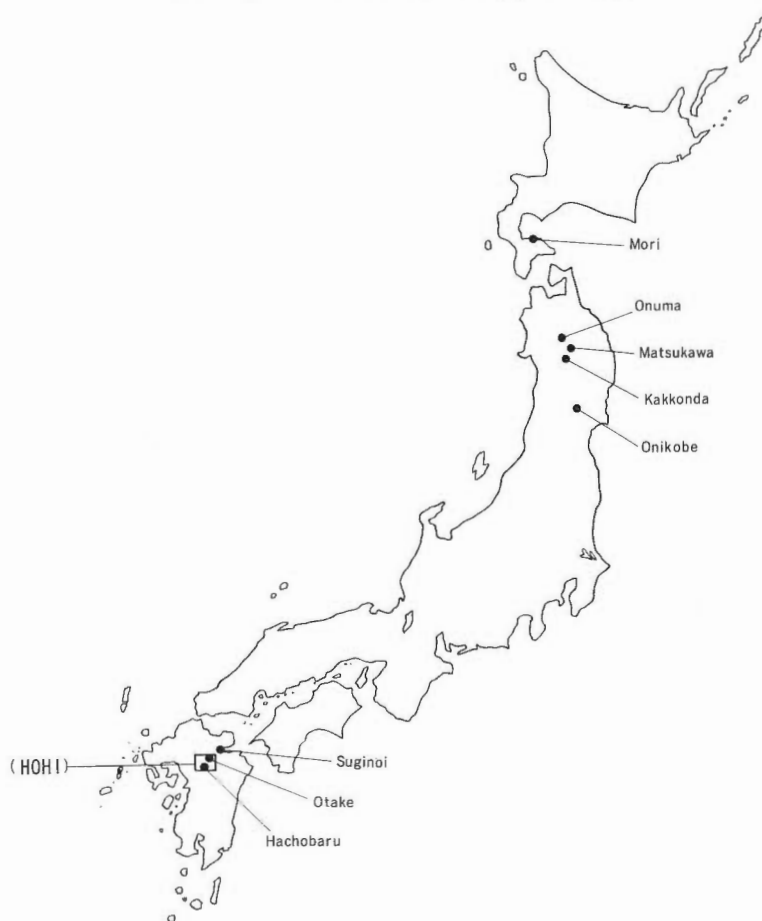 Mori
Onuma
Matsukawa
Kakkonda
Onikobe
(HOHI)
Suginoi
Otake
Hachobaru